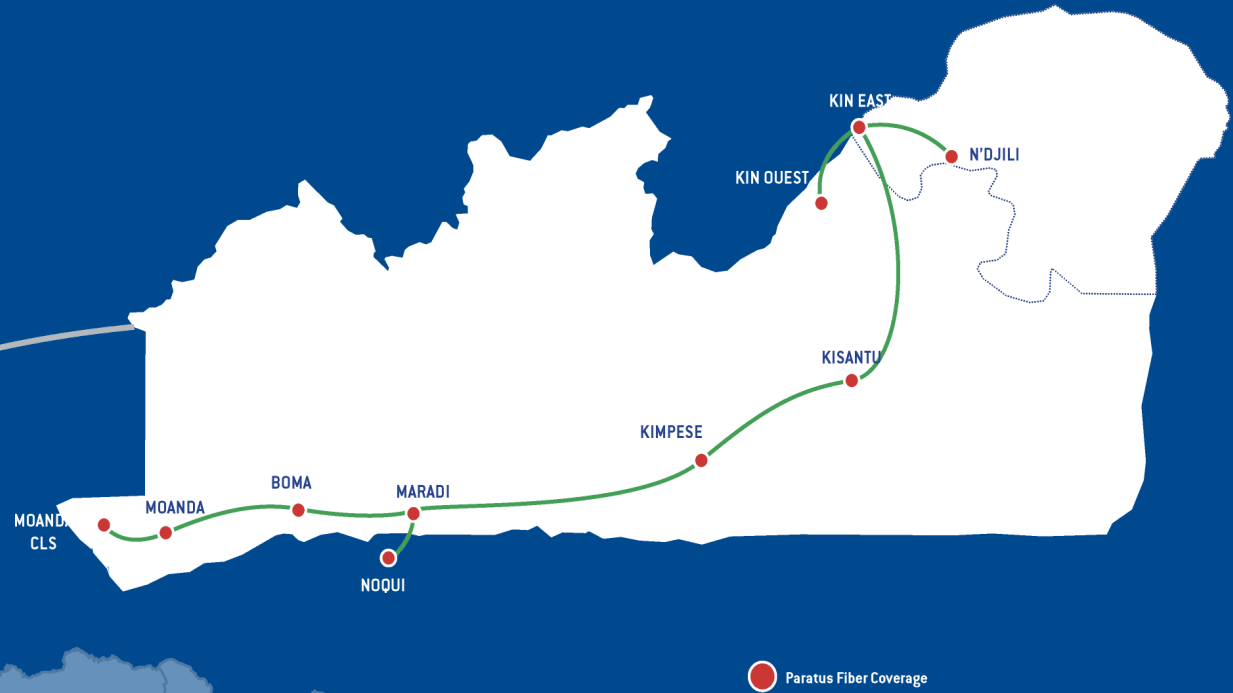 KIN EAST
N'DJILI
KIN OUEST
KISANTU
KIMPESE
BOMA
MARADI
MOANDA
MOANDA
CLS
NOQUI
Paratus Fiber Coverage